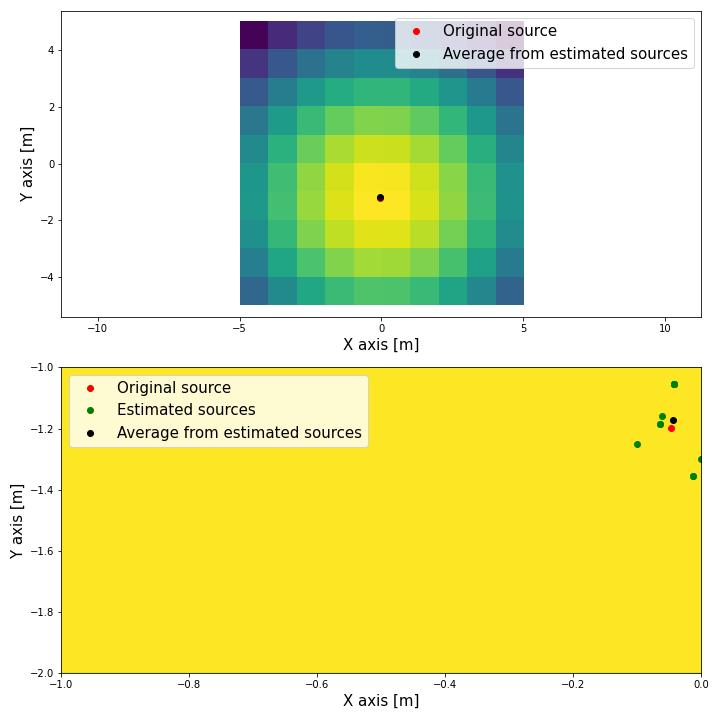 4
2
0
−2
−4
Y axis [m]
Original source
Average from estimated sources
−10
−5
0
5
10
X axis [m]
−1.0
−1.2
−1.4
−1.6
−1.8
−2.0
Y axis [m]
Original source
Estimated sources
Average from estimated sources
−1.0
−0.8
−0.6
−0.4
−0.2
0.0
X axis [m]